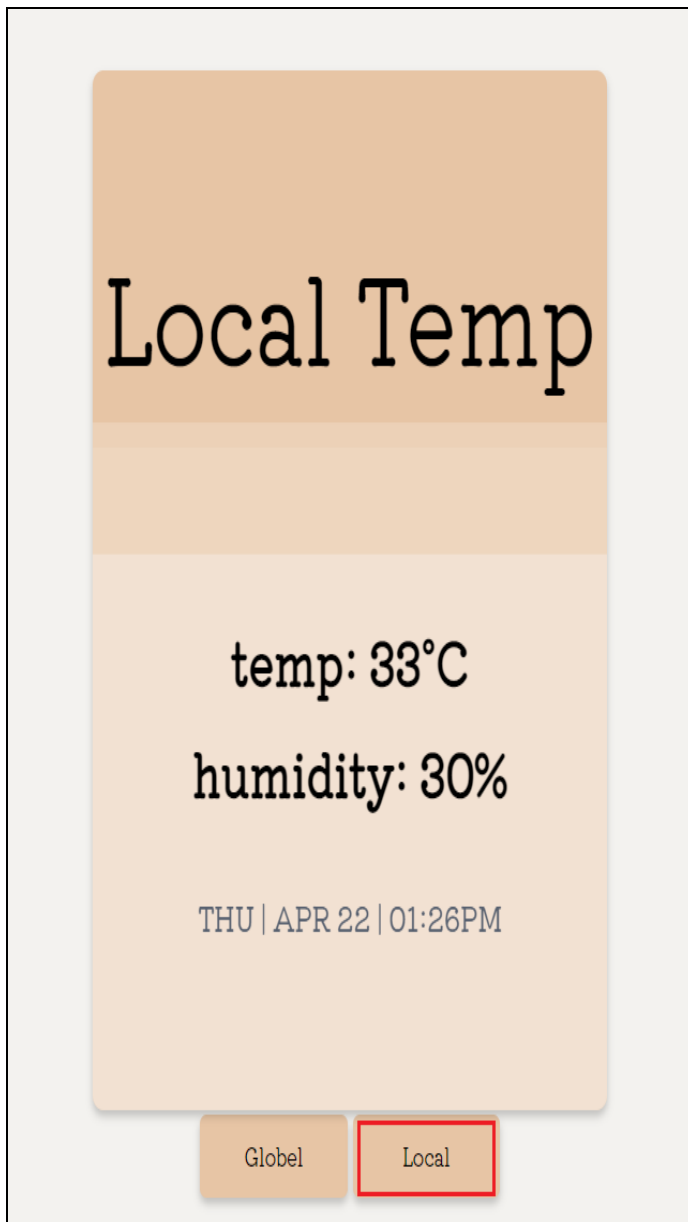 Local Temp
temp: 33°C
humidity: 30%
THU | APR 22 | 01:26PM
Globel Local